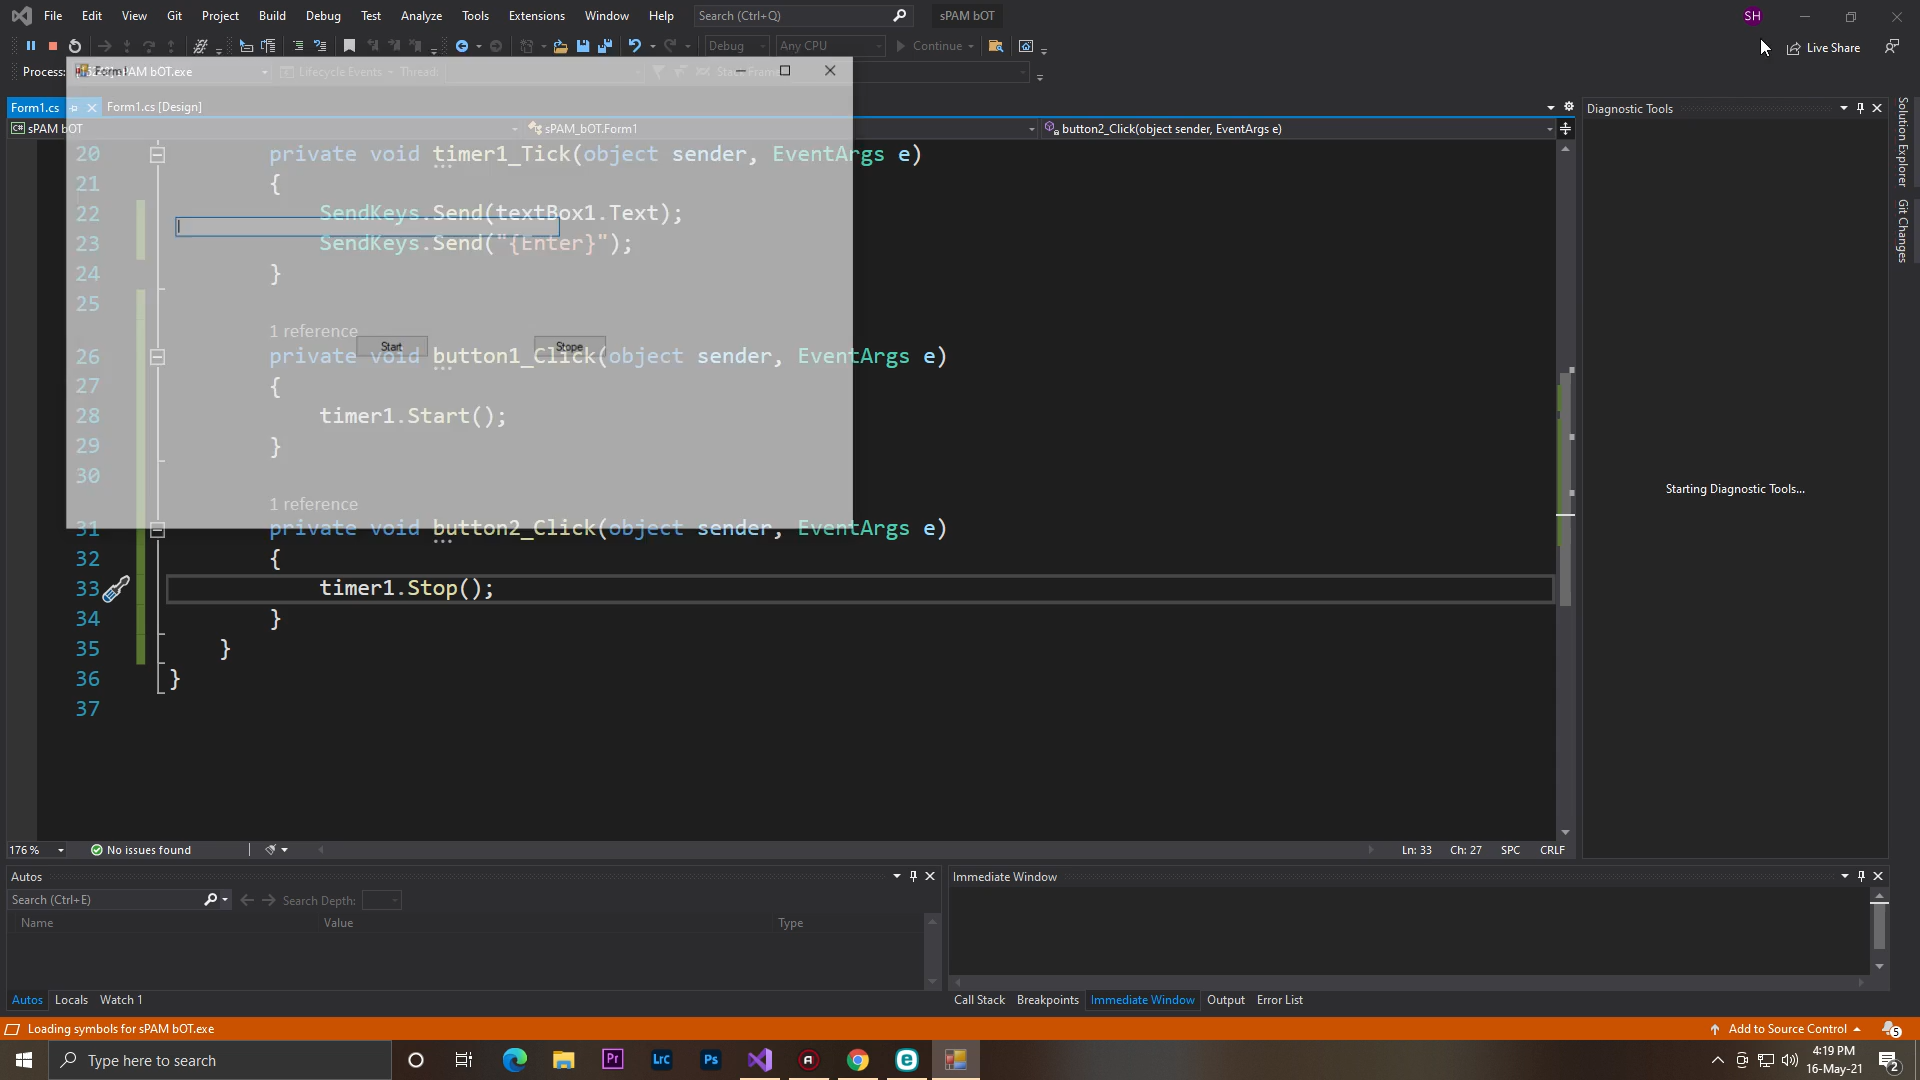 File Edit View Git Project Build Debug Test Analyze Tools Extensions Window Help Search (Ctrl+Q) sPAM bOT SH
Debug Any CPU Continue Live Share
Process: sPAM bOT.exe Lifecycle Events Thread: Stack Frame:
Form1.cs Form1.cs [Design] Diagnostic Tools
sPAM bOT sPAM_bOT.Form1 button2_Click(object sender, EventArgs e)
20 private void timer1_Tick(object sender, EventArgs e)
21 {
22 SendKeys.Send(textBox1.Text);
23 SendKeys.Send("{Enter}");
24 }
25
1 reference
Start Stope
26 private void button1_Click(object sender, EventArgs e)
27 {
28 timer1.Start();
29 }
30
1 reference
31 private void button2_Click(object sender, EventArgs e)
32 {
33 timer1.Stop();
34 }
35 }
36 }
37
Starting Diagnostic Tools...
Solution Explorer
Git Changes
176 % No issues found Ln: 33 Ch: 27 SPC CRLF
Autos Immediate Window
Search (Ctrl+E) Search Depth:
Name Value Type
Autos Locals Watch 1 Call Stack Breakpoints Immediate Window Output Error List
Loading symbols for sPAM bOT.exe Add to Source Control 5
Type here to search Pr Lrc Ps 4:19 PM
16-May-21 2